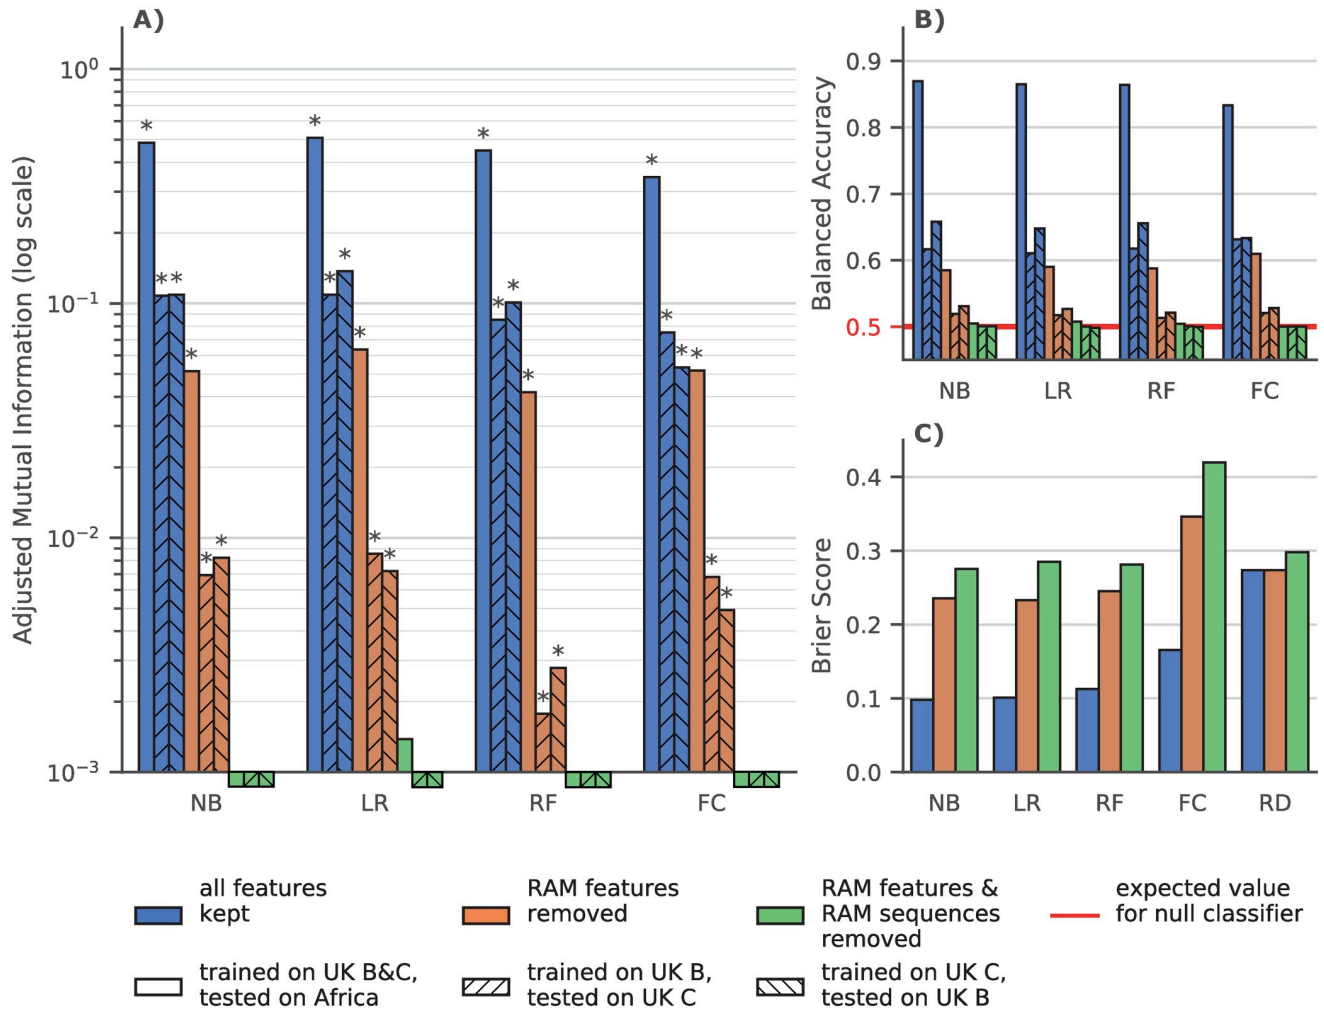 A)
Adjusted Mutual Information (log scale)
10⁰
10⁻¹
10⁻²
10⁻³
* * * * * *
* * * * * *
* * * * * *
* * * * * *
NB LR RF FC
B)
Balanced Accuracy
0.9
0.8
0.7
0.6
0.5
NB LR RF FC
C)
Brier Score
0.4
0.3
0.2
0.1
0.0
NB LR RF FC RD
all features
kept
RAM features
removed
RAM features &
RAM sequences
removed
expected value
for null classifier
trained on UK B&C,
tested on Africa
trained on UK B,
tested on UK C
trained on UK C,
tested on UK B